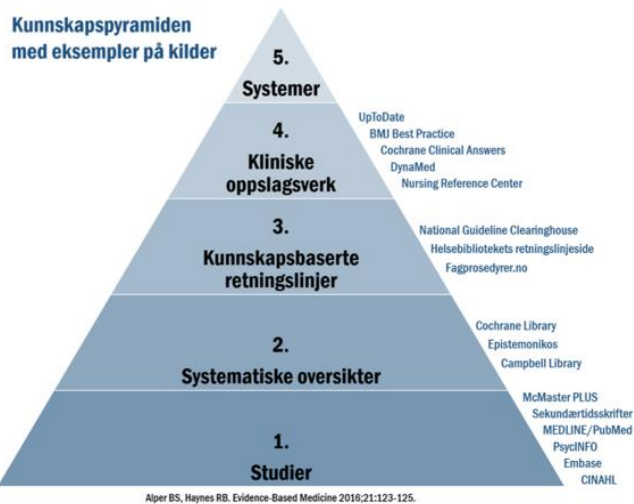 Kunnskapspyramiden
med eksempler på kilder
5.
Systemer
4.
Kliniske
oppslagsverk
UpToDate
BMJ Best Practice
Cochrane Clinical Answers
DynaMed
Nursing Reference Center
3.
Kunnskapsbaserte
retningslinjer
National Guideline Clearinghouse
Helsebibliotekets retningslinjeside
Fagprosedyrer.no
2.
Systematiske oversikter
Cochrane Library
Epistemonikos
Campbell Library
1.
Studier
McMaster PLUS
Sekundærtidsskrifter
MEDLINE/PubMed
PsycINFO
Embase
CINAHL
Alper BS, Haynes RB. Evidence-Based Medicine 2016;21:123-125.